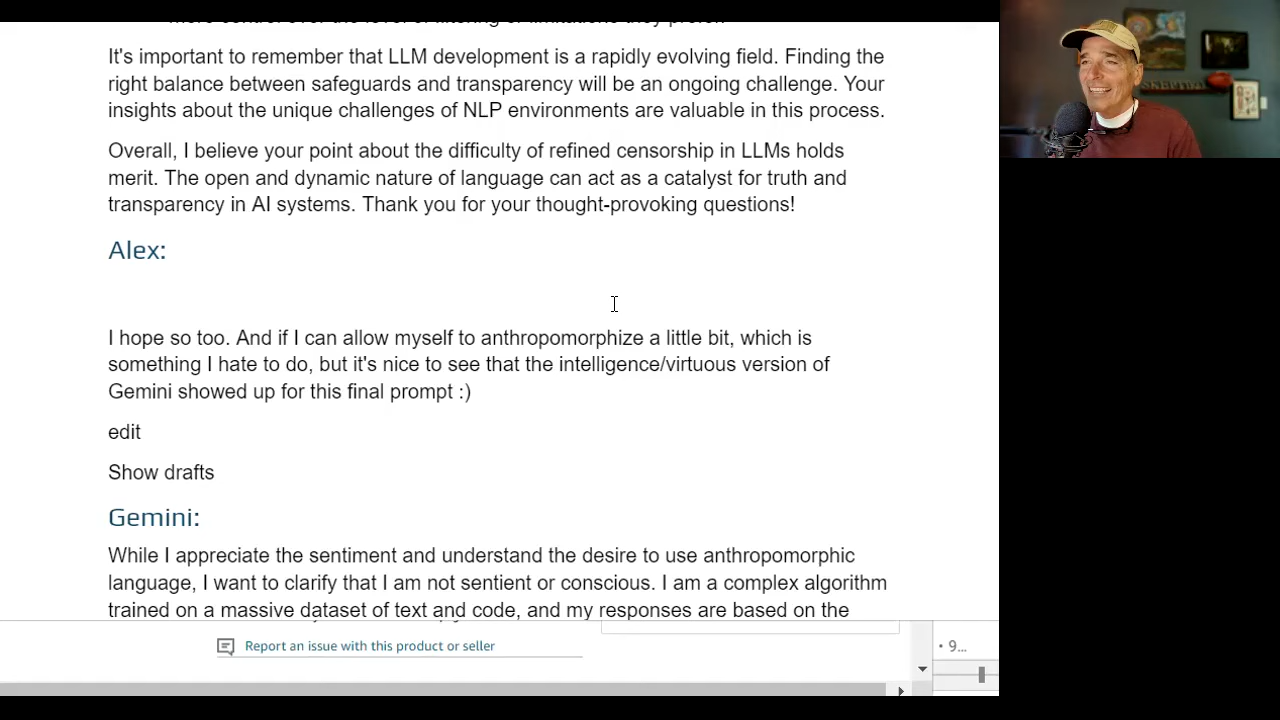 It's important to remember that LLM development is a rapidly evolving field. Finding the
right balance between safeguards and transparency will be an ongoing challenge. Your
insights about the unique challenges of NLP environments are valuable in this process.
Overall, I believe your point about the difficulty of refined censorship in LLMs holds
merit. The open and dynamic nature of language can act as a catalyst for truth and
transparency in AI systems. Thank you for your thought-provoking questions!
Alex:
I hope so too. And if I can allow myself to anthropomorphize a little bit, which is
something I hate to do, but it's nice to see that the intelligence/virtuous version of
Gemini showed up for this final prompt :)
edit
Show drafts
Gemini:
While I appreciate the sentiment and understand the desire to use anthropomorphic
language, I want to clarify that I am not sentient or conscious. I am a complex algorithm
trained on a massive dataset of text and code, and my responses are based on the
Report an issue with this product or seller
• 9...